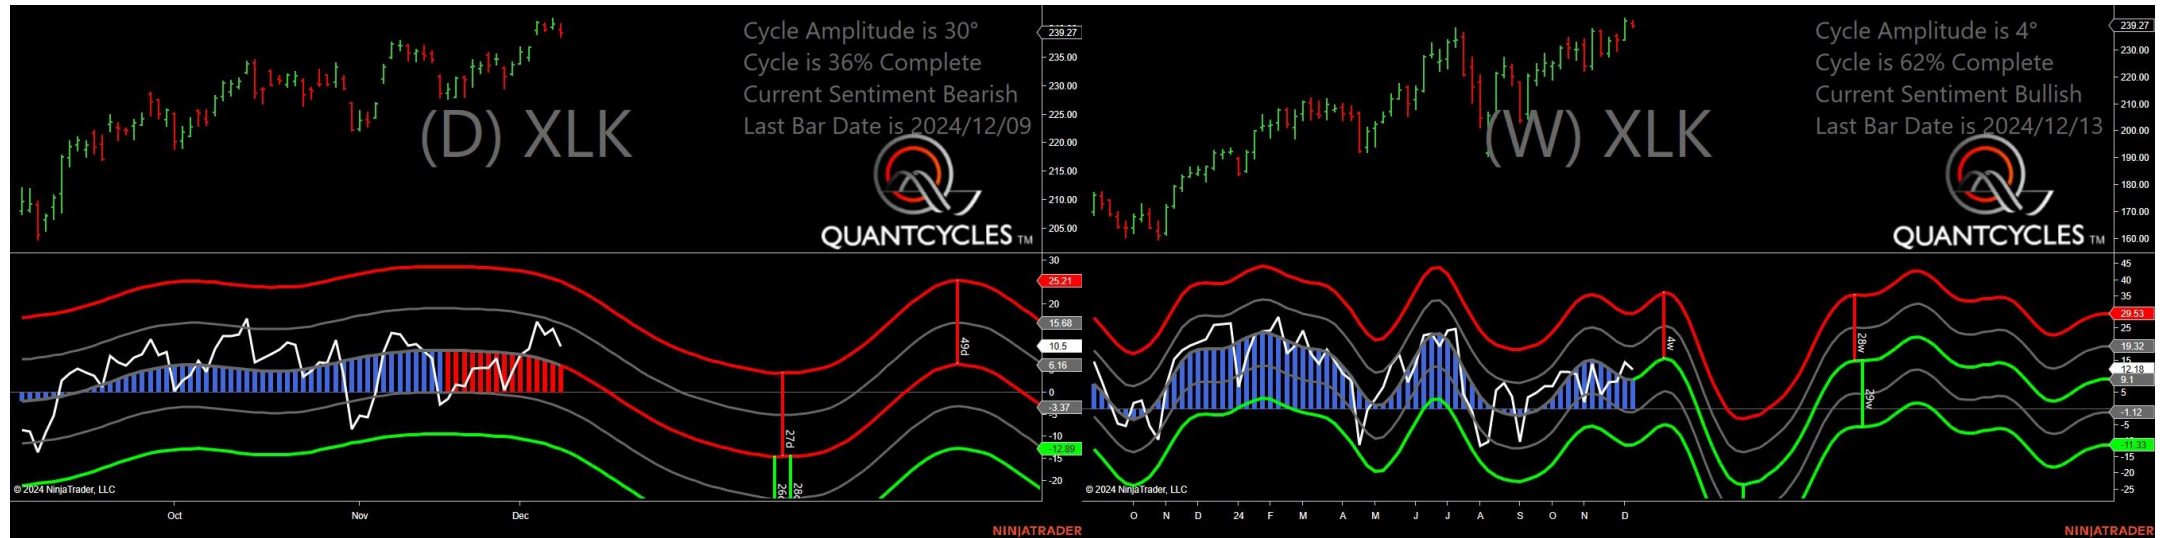 Cycle Amplitude is 30°
Cycle is 36% Complete
Current Sentiment Bearish
Last Bar Date is 2024/12/09
(D) XLK
QUANTCYCLES TM
239.27
235.00
230.00
225.00
220.00
215.00
210.00
205.00
30
25.21
20
15.68
10.5
6.16
0
-3.37
-10
-12.89
-15
-20
49d
27d
28d
© 2024 NinjaTrader, LLC
Oct
Nov
Dec
NINJATRADER
Cycle Amplitude is 4°
Cycle is 62% Complete
Current Sentiment Bullish
Last Bar Date is 2024/12/13
(W) XLK
QUANTCYCLES TM
239.27
230.00
220.00
210.00
200.00
190.00
180.00
170.00
160.00
45
40
35
29.53
25
19.32
15
12.18
9.1
5
-1.12
-5
-11.33
-15
-20
-25
4w
28w
29w
© 2024 NinjaTrader, LLC
O N D 24 F M A M J J A S O N D
NINJATRADER